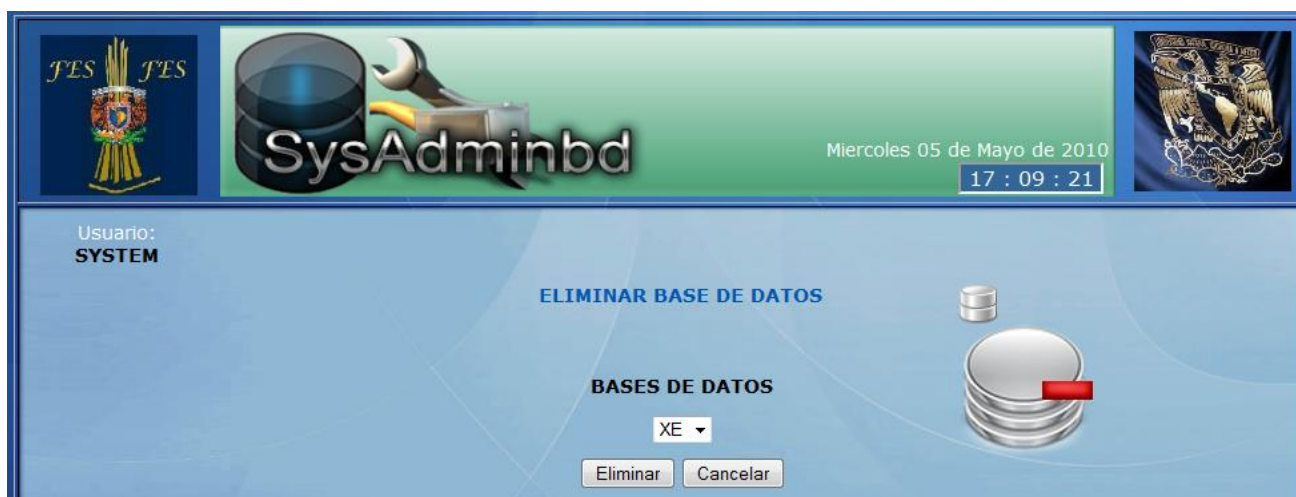 FES FES
SysAdminbd
Miercoles 05 de Mayo de 2010
17 : 09 : 21
Usuario:
SYSTEM
ELIMINAR BASE DE DATOS
BASES DE DATOS
XE
Eliminar Cancelar